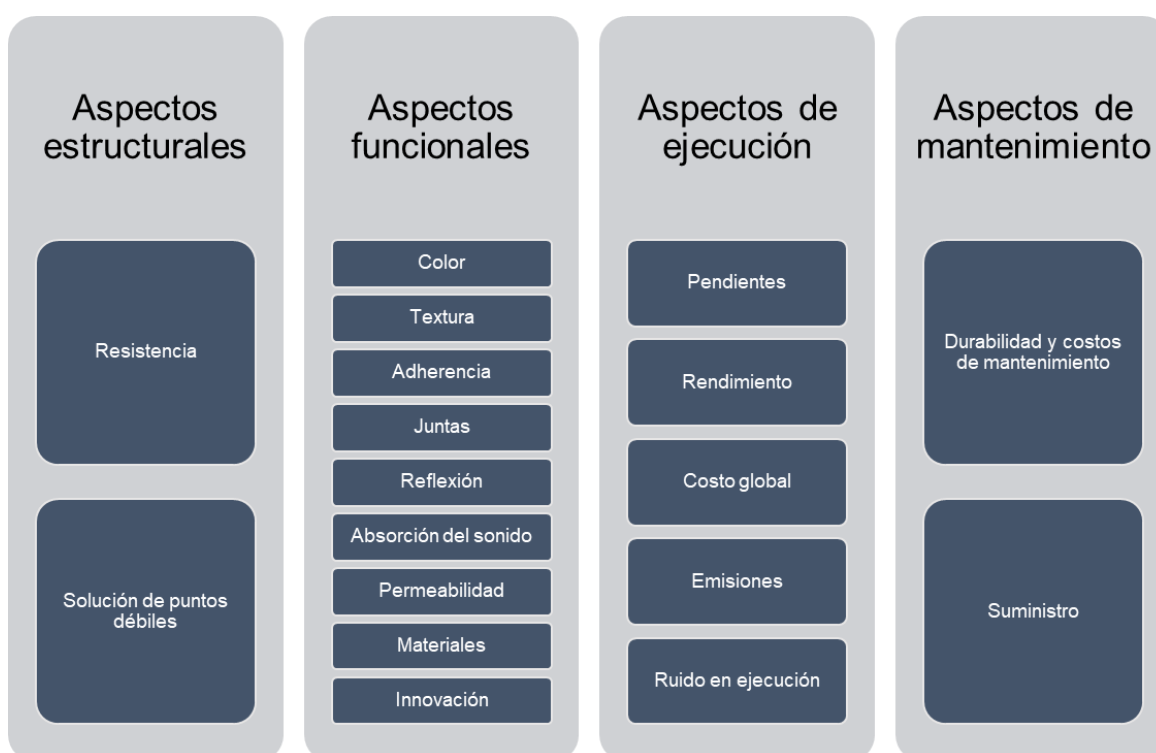 Aspectos
estructurales
Resistencia
Solución de puntos
débiles
Aspectos
funcionales
Color
Textura
Adherencia
Juntas
Reflexión
Absorción del sonido
Permeabilidad
Materiales
Innovación
Aspectos de
ejecución
Pendientes
Rendimiento
Costo global
Emisiones
Ruido en ejecución
Aspectos de
mantenimiento
Durabilidad y costos
de mantenimiento
Suministro